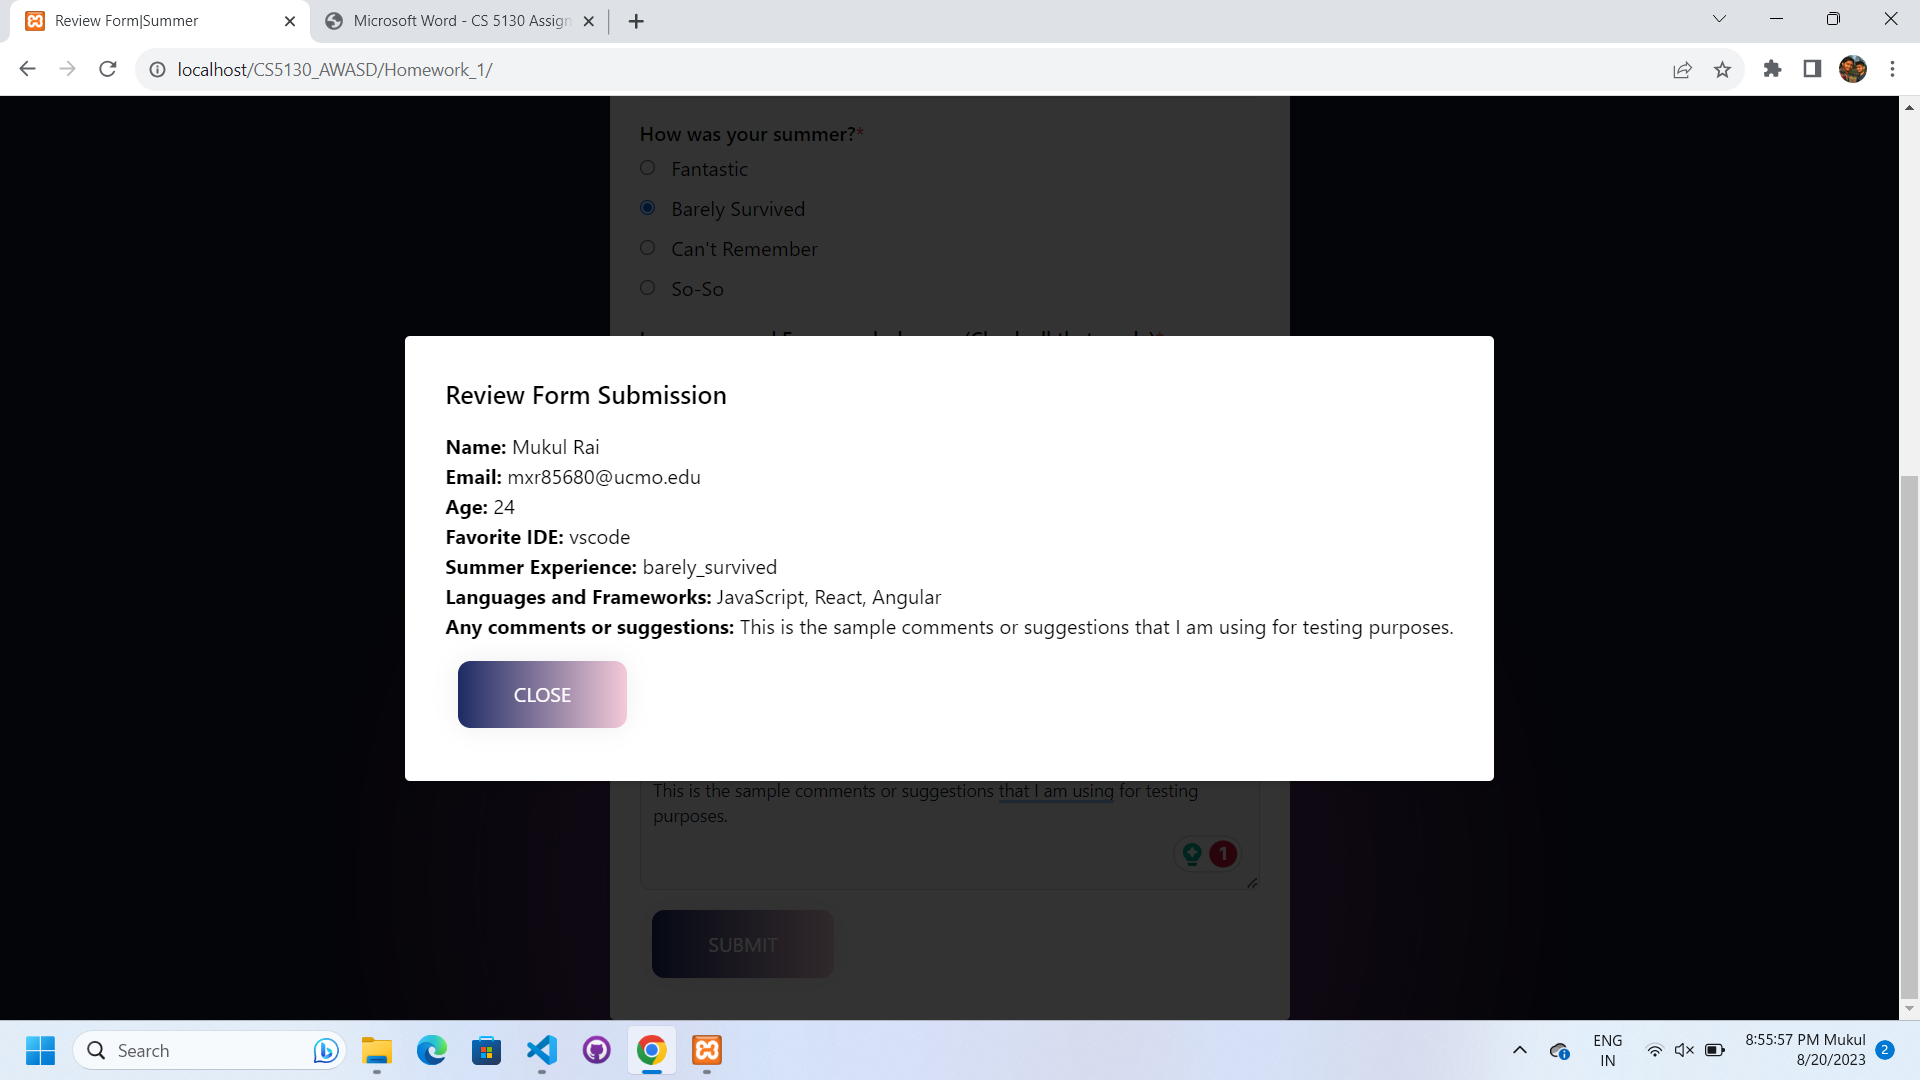 Review Form|Summer
Microsoft Word - CS 5130 Assign
localhost/CS5130_AWASD/Homework_1/
How was your summer?*
Fantastic
Barely Survived
Can't Remember
So-So
Review Form Submission
Name: Mukul Rai
Email: mxr85680@ucmo.edu
Age: 24
Favorite IDE: vscode
Summer Experience: barely_survived
Languages and Frameworks: JavaScript, React, Angular
Any comments or suggestions: This is the sample comments or suggestions that I am using for testing purposes.
CLOSE
This is the sample comments or suggestions that I am using for testing
purposes.
1
SUBMIT
Search
ENG
IN
8:55:57 PM Mukul
8/20/2023
2